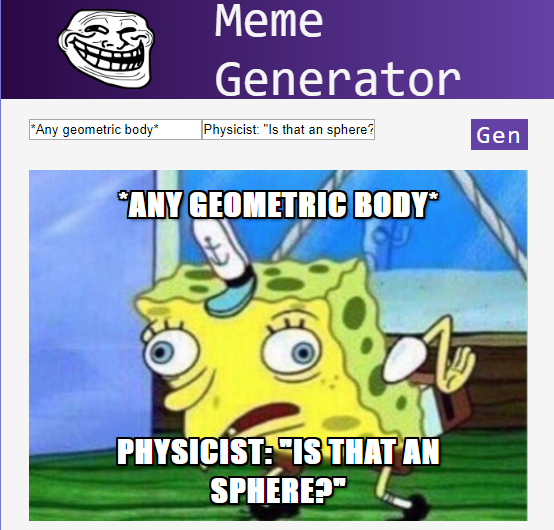 Meme
Generator
*Any geometric body*
Physicist: "Is that an sphere?
Gen
*ANY GEOMETRIC BODY*
PHYSICIST: "IS THAT AN
SPHERE?"